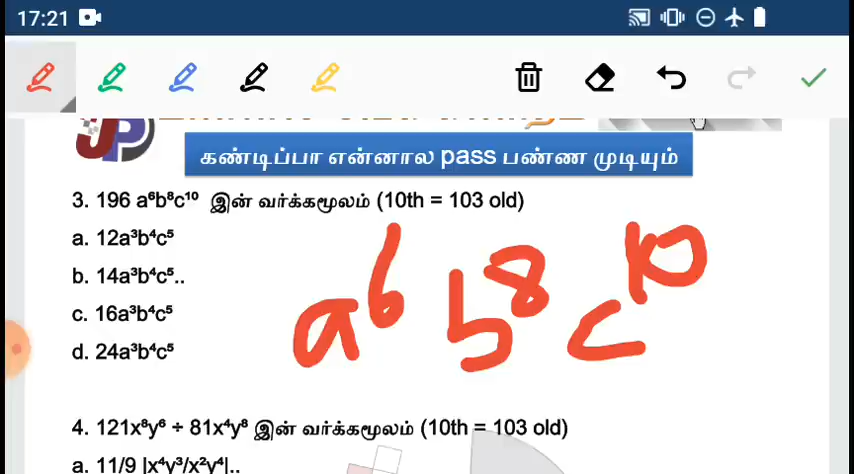 17:21
கண்டிப்பா என்னால pass பண்ண முடியும்
3. 196 a⁶b⁸c¹⁰ இன் வர்க்கமூலம் (10th = 103 old)
a. 12a³b⁴c⁵
b. 14a³b⁴c⁵..
c. 16a³b⁴c⁵
d. 24a³b⁴c⁵
a⁶ b⁸ c¹⁰
4. 121x⁸y⁶ ÷ 81x⁴y⁸ இன் வர்க்கமூலம் (10th = 103 old)
a. 11/9 |x⁴y³/x²y⁴|..